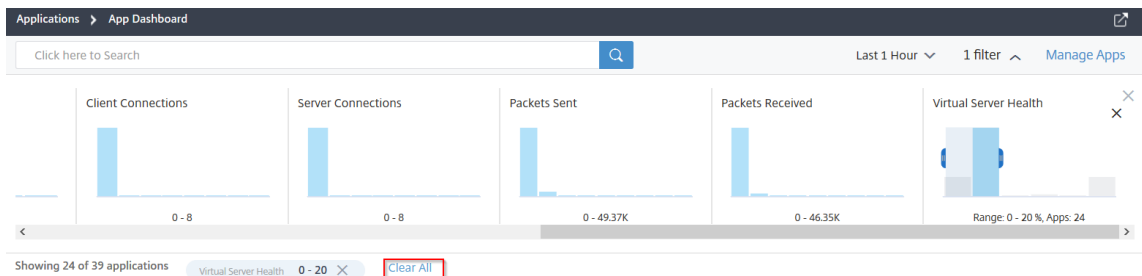 Applications > App Dashboard
Click here to Search
Last 1 Hour 1 filter Manage Apps
Client Connections Server Connections Packets Sent Packets Received Virtual Server Health
0 - 8 0 - 8 0 - 49.37K 0 - 46.35K Range: 0 - 20 %, Apps: 24
Showing 24 of 39 applications Virtual Server Health 0 - 20 Clear All